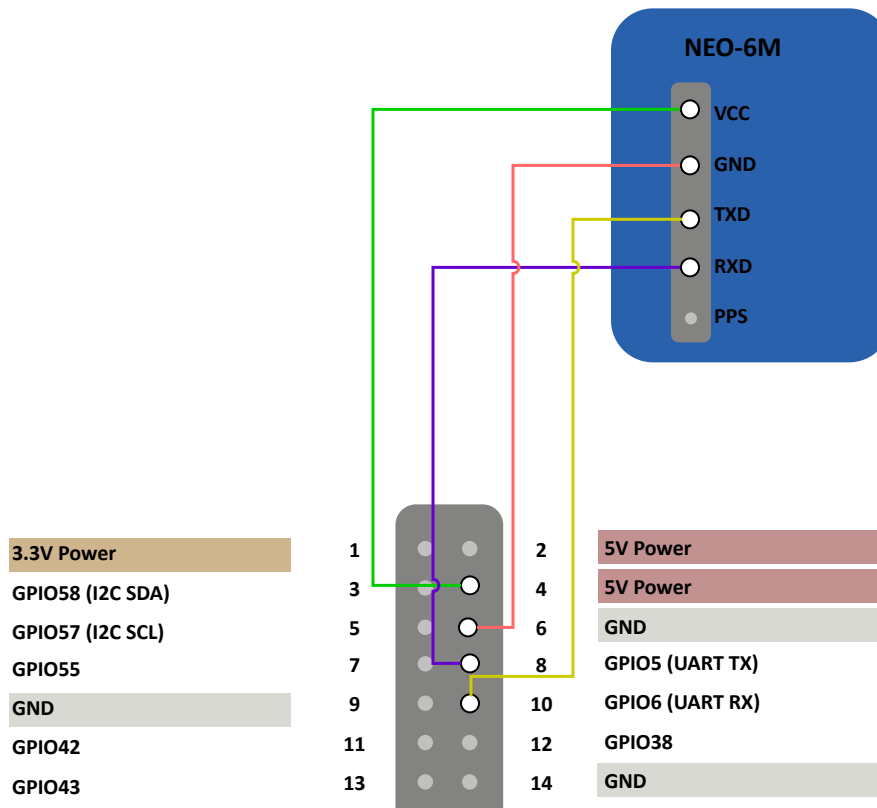 NEO-6M
VCC
GND
TXD
RXD
PPS
3.3V Power 1 2 5V Power
GPIO58 (I2C SDA) 3 4 5V Power
GPIO57 (I2C SCL) 5 6 GND
GPIO55 7 8 GPIO5 (UART TX)
GND 9 10 GPIO6 (UART RX)
GPIO42 11 12 GPIO38
GPIO43 13 14 GND